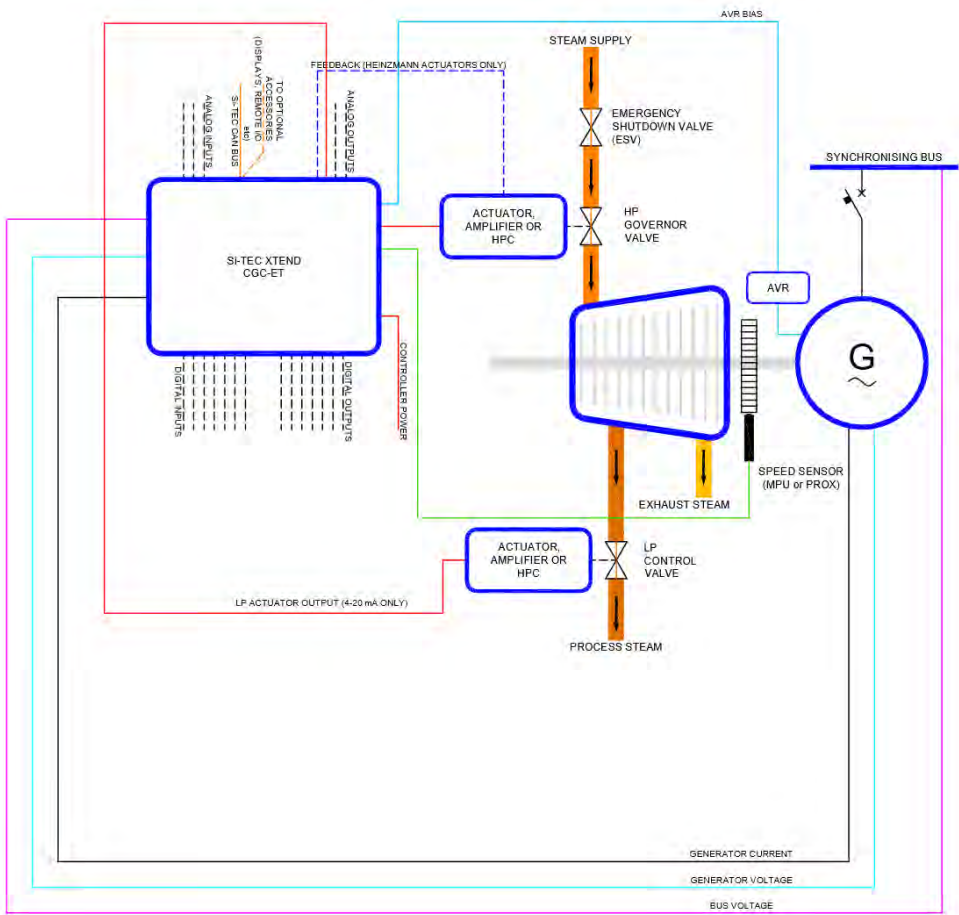 AVR BIAS
STEAM SUPPLY
FEEDBACK (HEINZMANN ACTUATORS ONLY)
TO OPTIONAL
ACCESSORIES
(DISPLAYS, REMOTE I/O
etc)
SI-TEC CAN BUS
ANALOG INPUTS
ANALOG OUTPUTS
EMERGENCY
SHUTDOWN VALVE
(ESV)
SYNCHRONISING BUS
ACTUATOR,
AMPLIFIER OR
HPC
HP
GOVERNOR
VALVE
SI-TEC XTEND
CGC-ET
AVR
G
DIGITAL INPUTS
DIGITAL OUTPUTS
CONTROLLER POWER
SPEED SENSOR
(MPU or PROX)
EXHAUST STEAM
ACTUATOR,
AMPLIFIER OR
HPC
LP
CONTROL
VALVE
LP ACTUATOR OUTPUT (4-20 mA ONLY)
PROCESS STEAM
GENERATOR CURRENT
GENERATOR VOLTAGE
BUS VOLTAGE